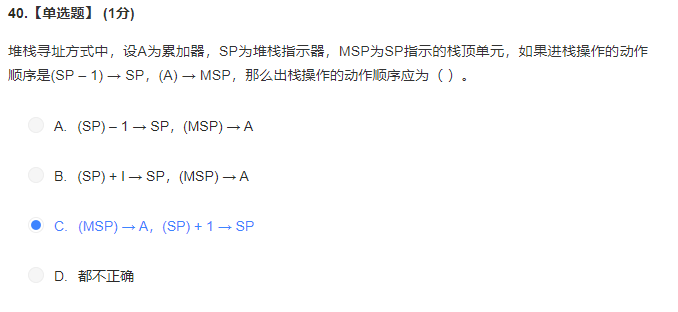 40.【单选题】 (1分)
堆栈寻址方式中，设A为累加器，SP为堆栈指示器，MSP为SP指示的栈顶单元，如果进栈操作的动作
顺序是(SP – 1) → SP，(A) → MSP，那么出栈操作的动作顺序应为（ ）。
A. (SP) – 1 → SP，(MSP) → A
B. (SP) + I → SP，(MSP) → A
C. (MSP) → A，(SP) + 1 → SP
D. 都不正确